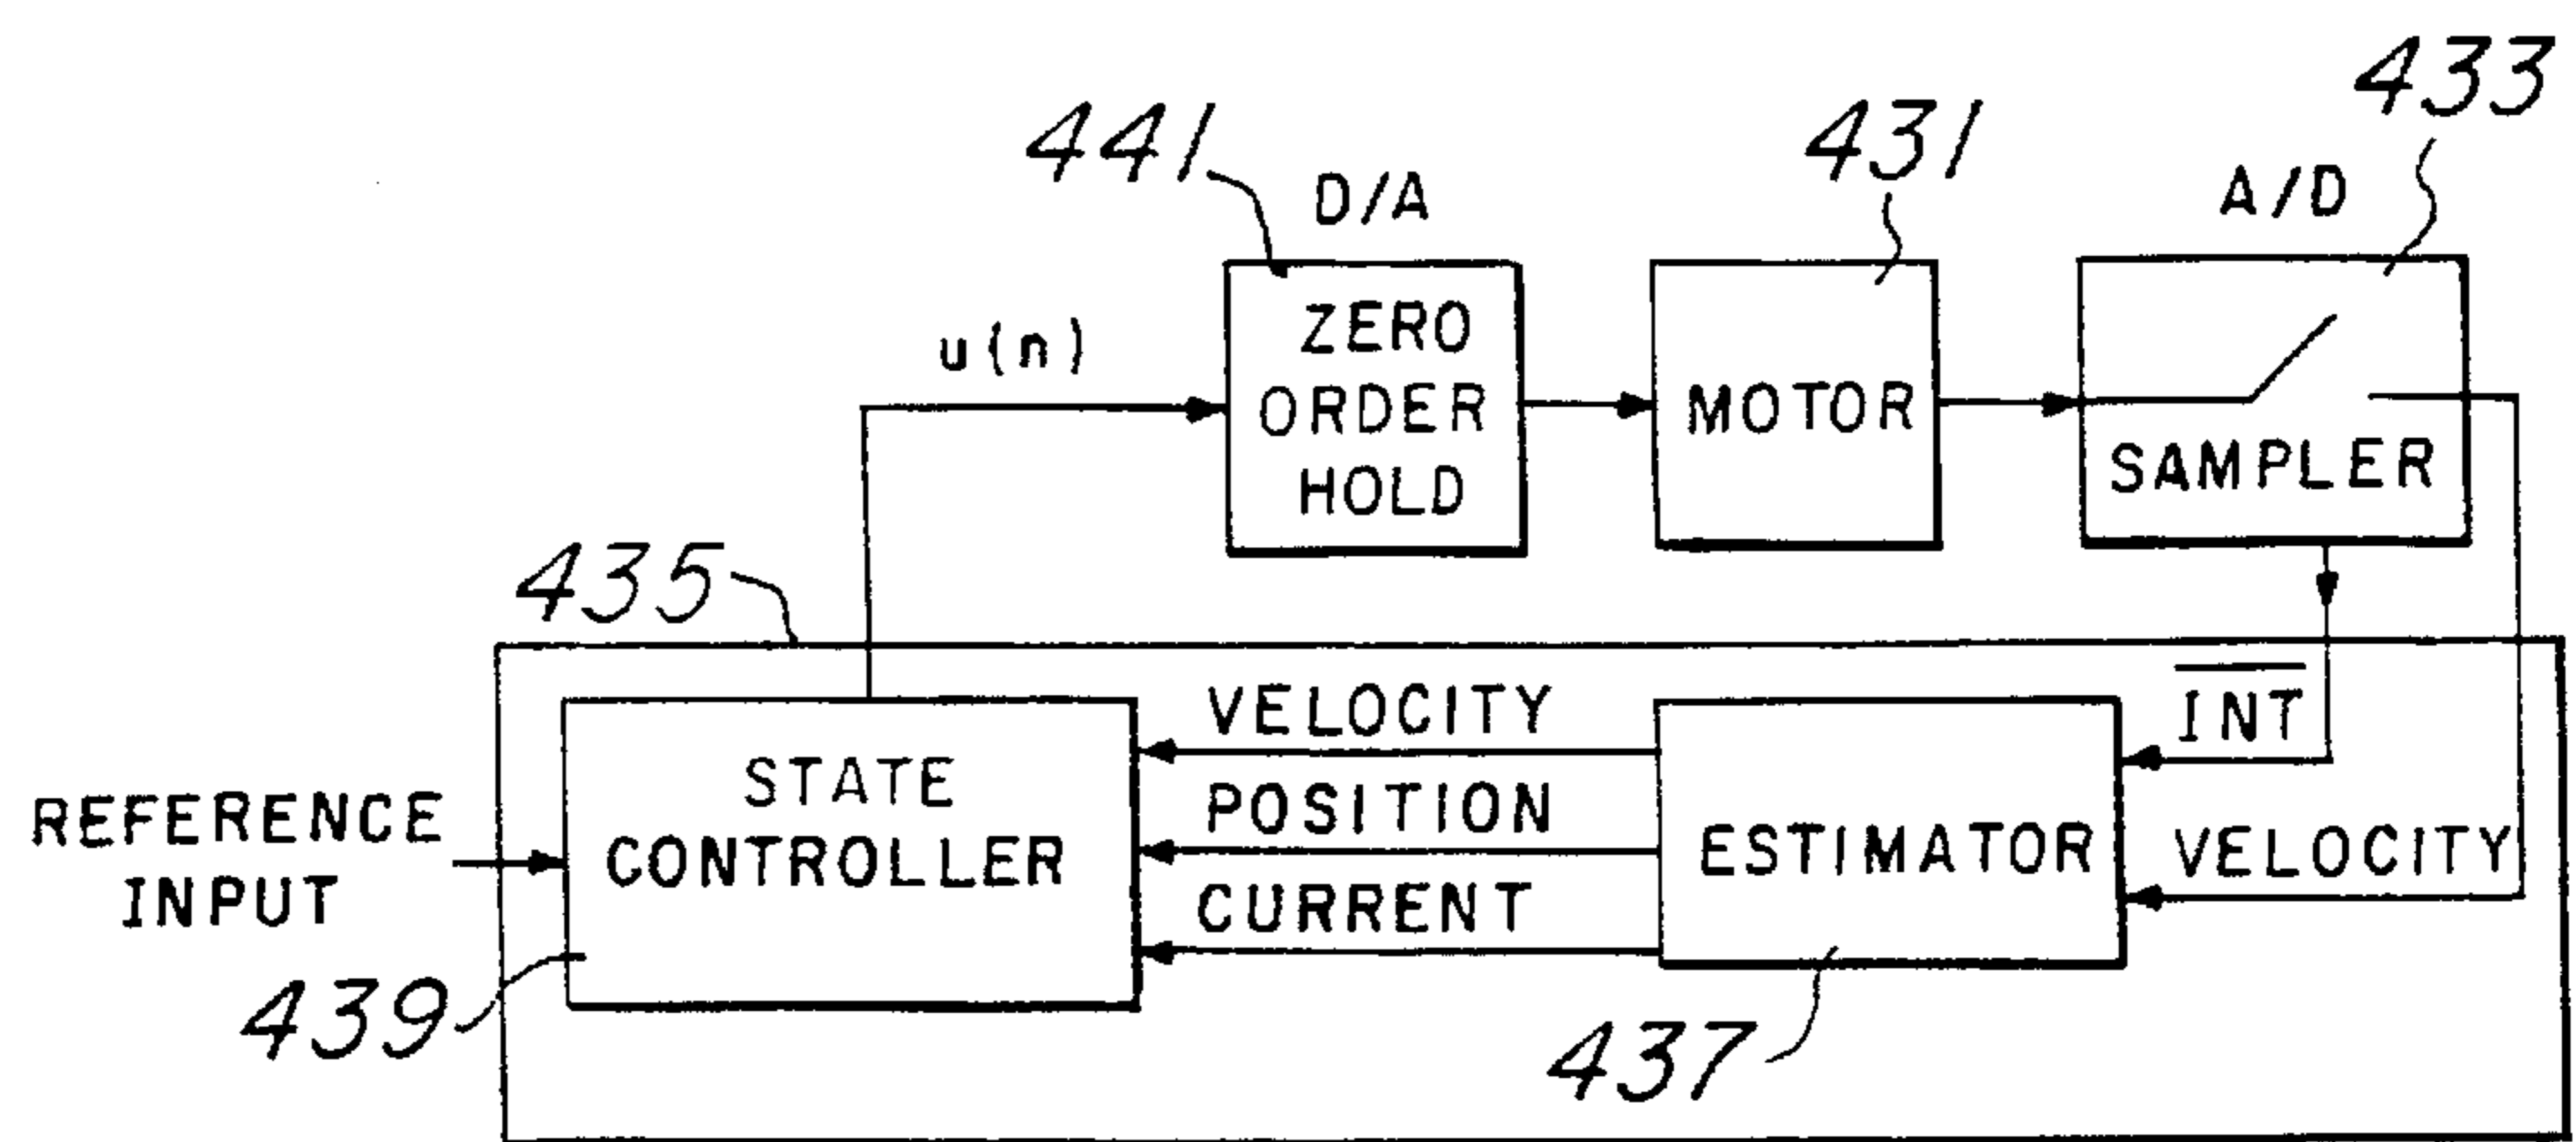 433
441
431
D/A
A/D
ZERO
ORDER
HOLD
u(n)
MOTOR
SAMPLER
435
INT
VELOCITY
STATE
CONTROLLER
POSITION
REFERENCE
INPUT
ESTIMATOR
VELOCITY
CURRENT
439
437